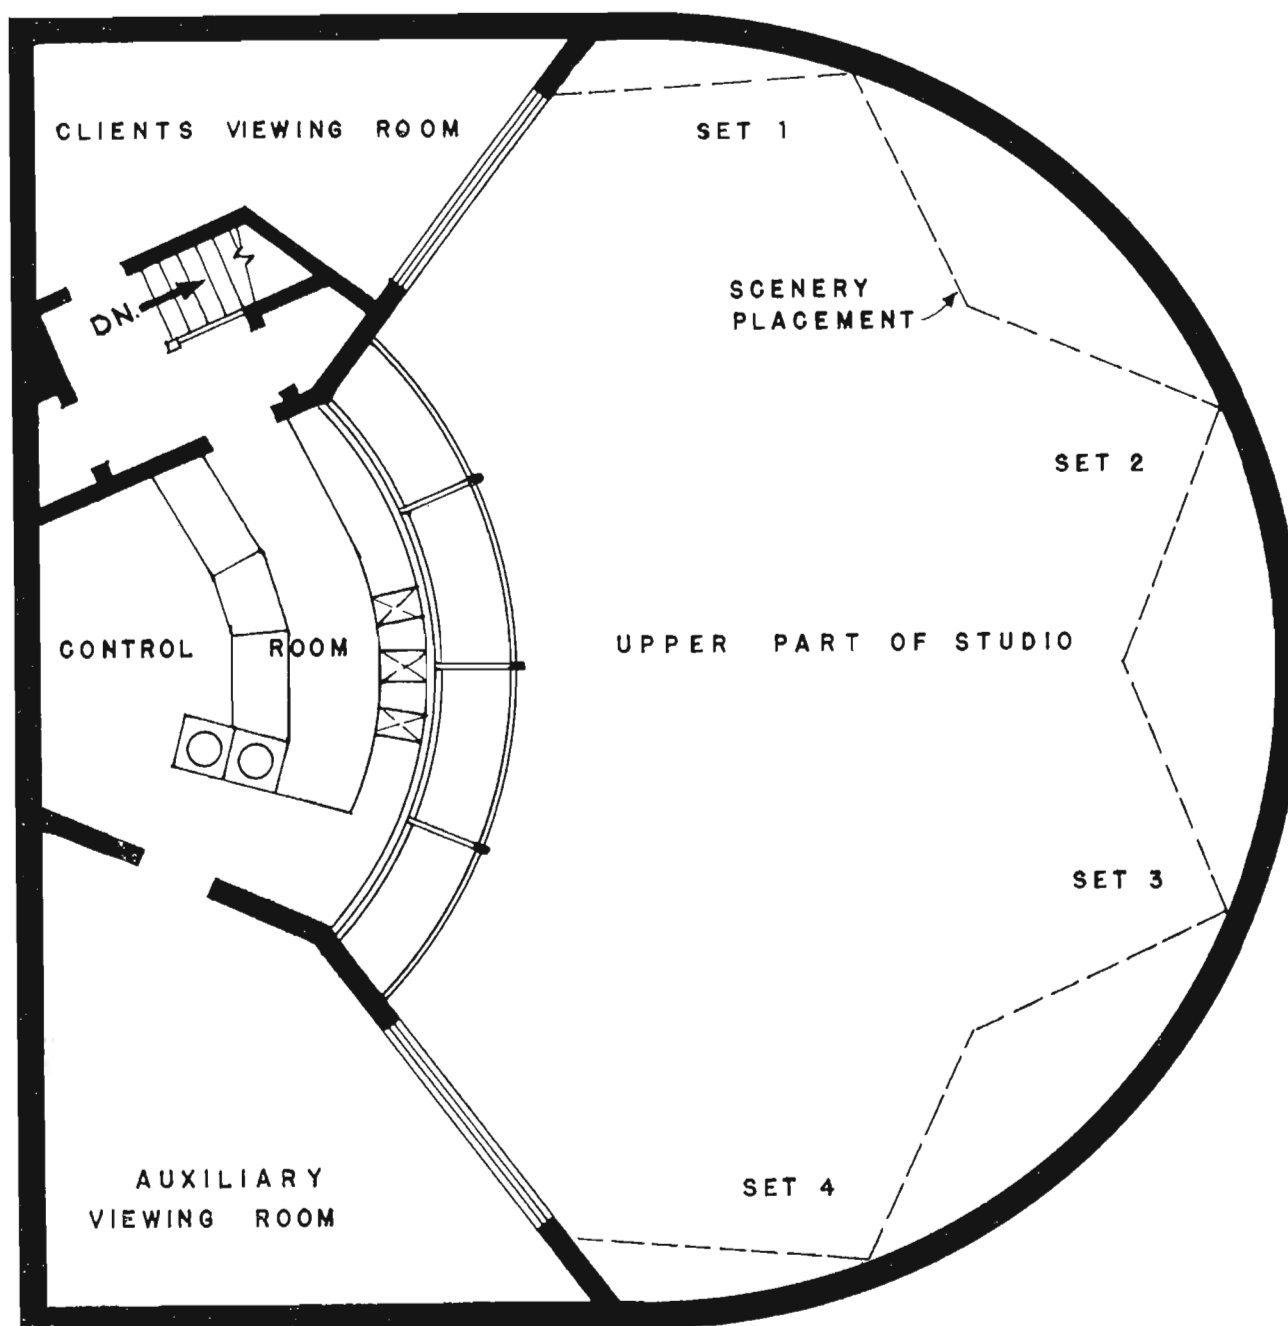 CLIENTS VIEWING ROOM
SET 1
DN.
SCENERY
PLACEMENT
SET 2
CONTROL ROOM
UPPER PART OF STUDIO
SET 3
AUXILIARY
VIEWING ROOM
SET 4